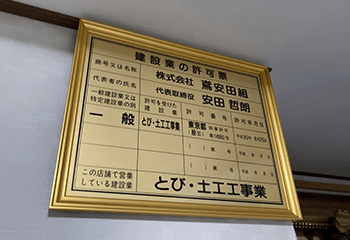 建設業の許可票
商号又は名称 株式会社 鳶安田組
代表者の氏名 代表取締役 安田 哲朗
一般建設業又は特定建設業の別 許可を受けた建設業 許可番号 許可年月日
一般 とび・土工工事業 東京都
( ) 第 号
( ) 第 号
この店舗で営業している建設業 とび・土工工事業